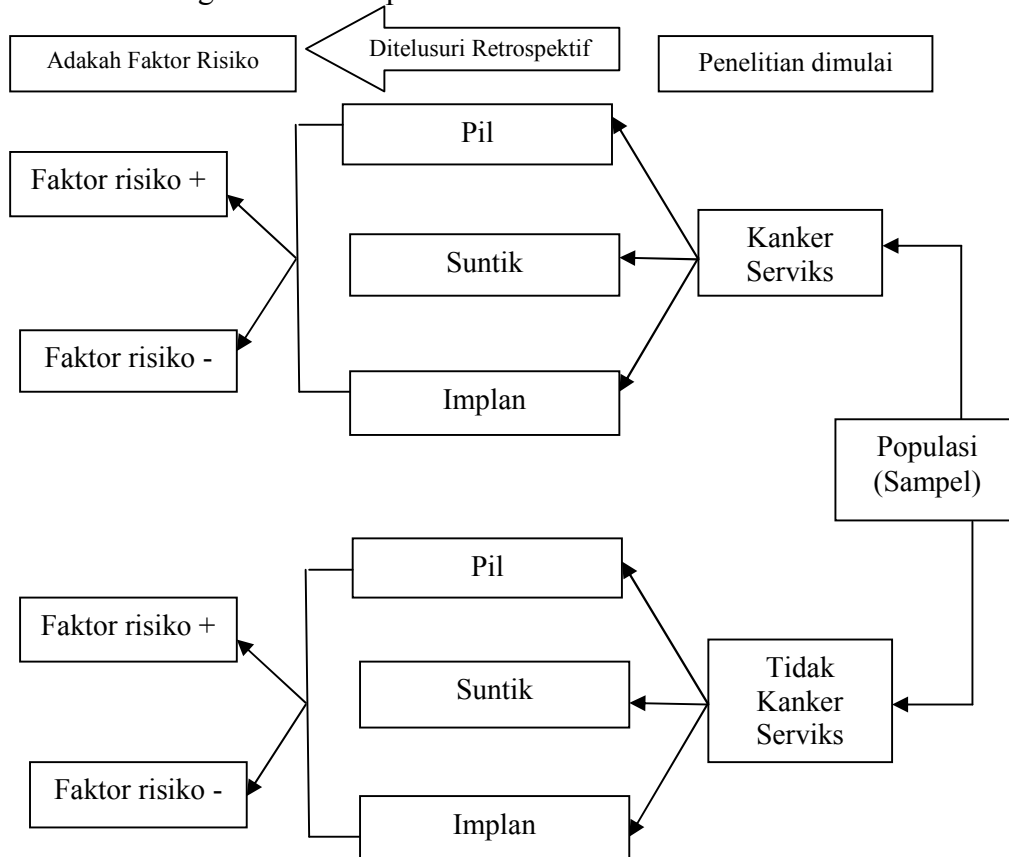 Adakah Faktor Risiko
Ditelusuri Retrospektif
Penelitian dimulai
Pil
Faktor risiko +
Suntik
Kanker
Serviks
Faktor risiko -
Implan
Populasi
(Sampel)
Pil
Faktor risiko +
Suntik
Tidak
Kanker
Serviks
Faktor risiko -
Implan